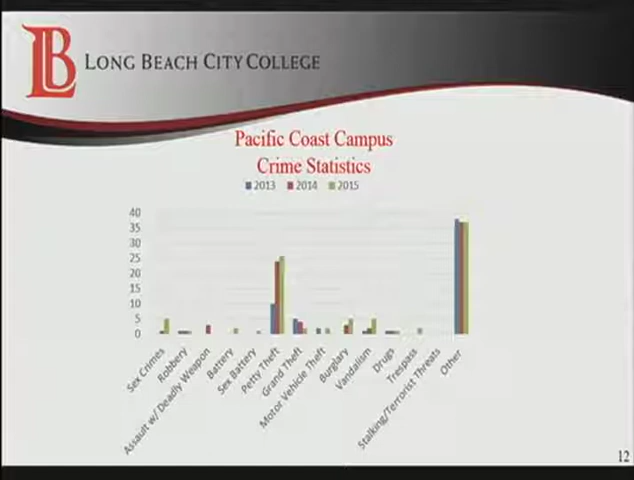 LB
LONG BEACH CITY COLLEGE
Pacific Coast Campus
Crime Statistics
2013 2014 2015
40
35
30
25
20
15
10
5
0
Sex Crimes
Robbery
Assault w/ Deadly Weapon
Battery
Sex Battery
Petty Theft
Grand Theft
Motor Vehicle Theft
Burglary
Vandalism
Drugs
Trespass
Stalking/Terrorist Threats
Other
12